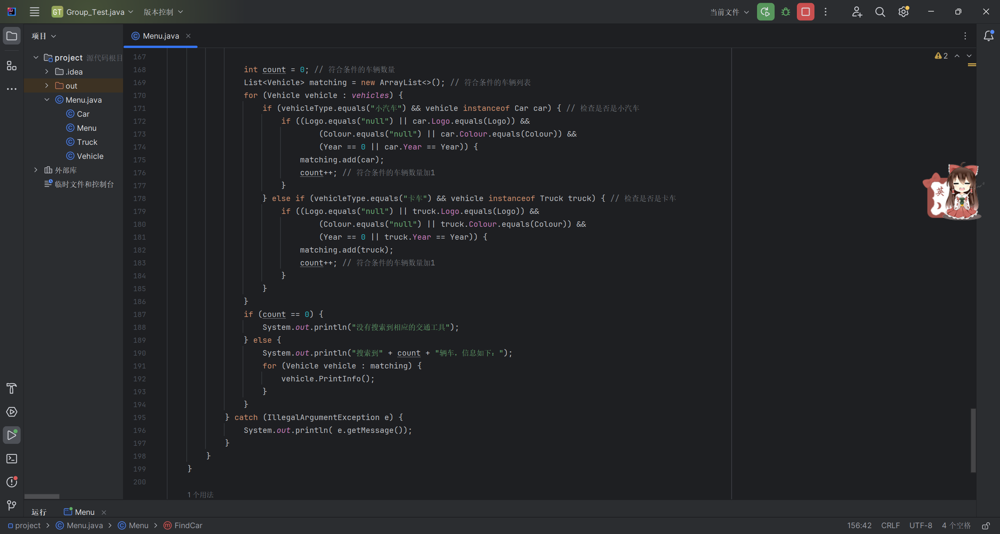 GT Group_Test.java 版本控制 当前文件
项目
Menu.java
project 源代码根目
.idea
out
Menu.java
Car
Menu
Truck
Vehicle
外部库
临时文件和控制台
2
167
168 int count = 0; // 符合条件的车辆数量
169 List<Vehicle> matching = new ArrayList<>(); // 符合条件的车辆列表
170 for (Vehicle vehicle : vehicles) {
171 if (vehicleType.equals("小汽车") && vehicle instanceof Car car) { // 检查是否是小汽车
172 if ((Logo.equals("null") || car.Logo.equals(Logo)) &&
173 (Colour.equals("null") || car.Colour.equals(Colour)) &&
174 (Year == 0 || car.Year == Year)) {
175 matching.add(car);
176 count++; // 符合条件的车辆数量加1
177 }
178 } else if (vehicleType.equals("卡车") && vehicle instanceof Truck truck) { // 检查是否是卡车
179 if ((Logo.equals("null") || truck.Logo.equals(Logo)) &&
180 (Colour.equals("null") || truck.Colour.equals(Colour)) &&
181 (Year == 0 || truck.Year == Year)) {
182 matching.add(truck);
183 count++; // 符合条件的车辆数量加1
184 }
185 }
186 }
187 if (count == 0) {
188 System.out.println("没有搜索到相应的交通工具");
189 } else {
190 System.out.println("搜索到" + count + "辆车，信息如下：");
191 for (Vehicle vehicle : matching) {
192 vehicle.PrintInfo();
193 }
194 }
195 } catch (IllegalArgumentException e) {
196 System.out.println( e.getMessage());
197 }
198 }
199 }
200
1 个用法
英
运行 Menu
project > Menu.java > Menu > FindCar 156:42 CRLF UTF-8 4 个空格